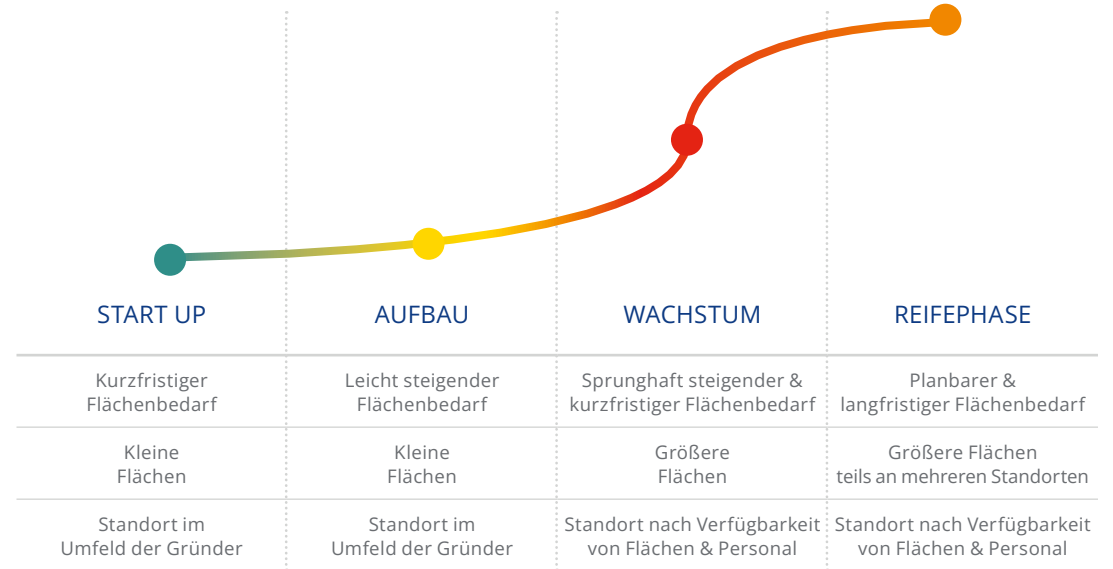 START UP
AUFBAU
WACHSTUM
REIFEPHASE
Kurzfristiger
Flächenbedarf
Leicht steigender
Flächenbedarf
Sprunghaft steigender &
kurzfristiger Flächenbedarf
Planbarer &
langfristiger Flächenbedarf
Kleine
Flächen
Kleine
Flächen
Größere
Flächen
Größere Flächen
teils an mehreren Standorten
Standort im
Umfeld der Gründer
Standort im
Umfeld der Gründer
Standort nach Verfügbarkeit
von Flächen & Personal
Standort nach Verfügbarkeit
von Flächen & Personal